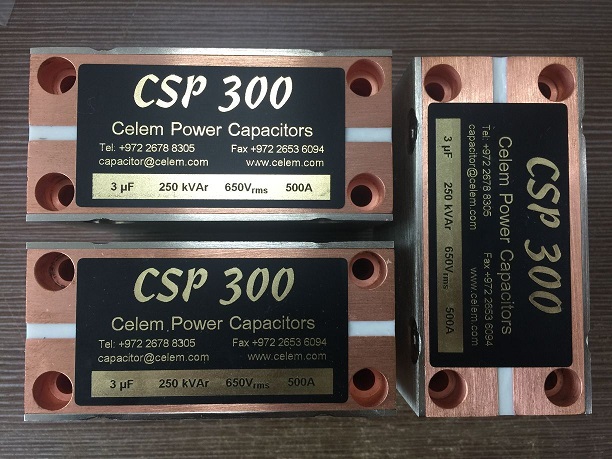 CSP 300
Celem Power Capacitors
Tel: +972 2678 8305 Fax +972 2653 6094
capacitor@celem.com www.celem.com
3 µF 250 kVAr 650Vrms 500A
CSP 300
Celem Power Capacitors
Tel: +972 2678 8305 Fax +972 2653 6094
capacitor@celem.com www.celem.com
3 µF 250 kVAr 650Vrms 500A
CSP 300
Celem Power Capacitors
Tel: +972 2678 8305 Fax +972 2653 6094
capacitor@celem.com www.celem.com
3 µF 250 kVAr 650Vrms 500A